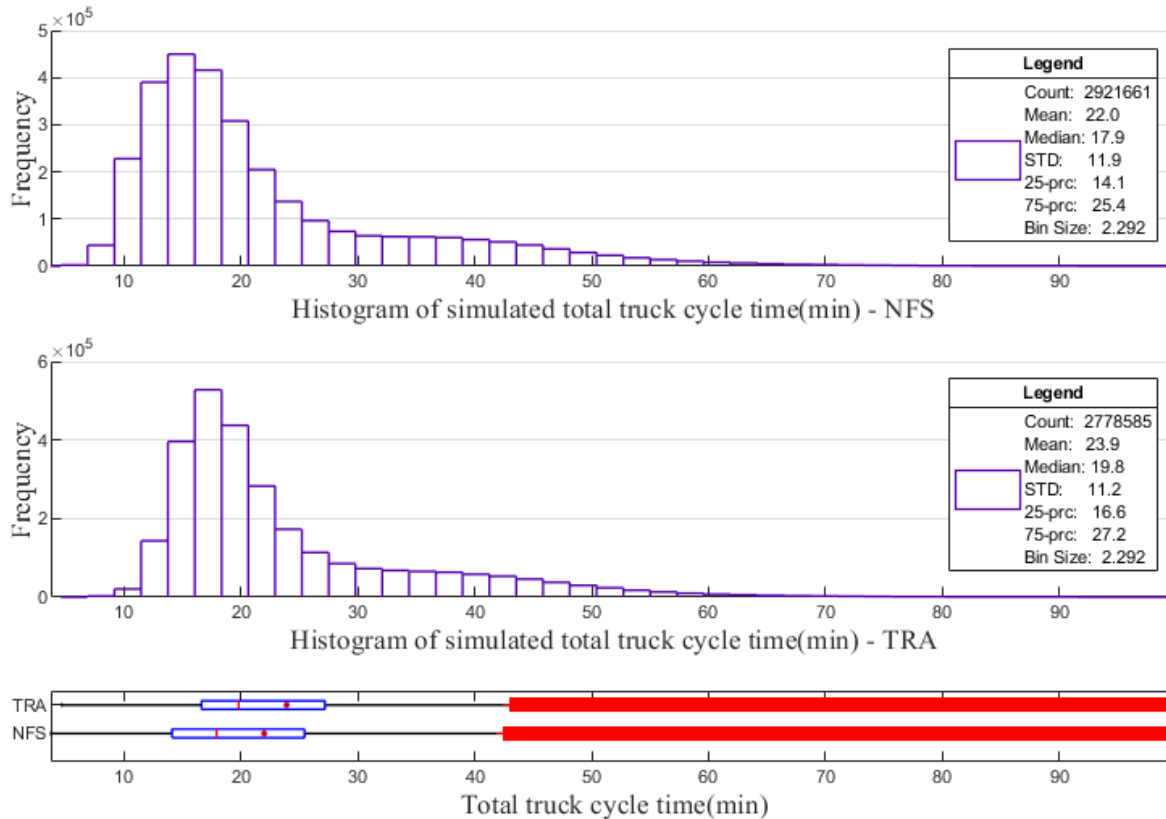 ×10⁵
5
4
3
2
1
0
Frequency
10 20 30 40 50 60 70 80 90
Histogram of simulated total truck cycle time(min) - NFS
Legend
Count: 2921661
Mean: 22.0
Median: 17.9
STD: 11.9
25-prc: 14.1
75-prc: 25.4
Bin Size: 2.292
×10⁵
6
4
2
0
Frequency
10 20 30 40 50 60 70 80 90
Histogram of simulated total truck cycle time(min) - TRA
Legend
Count: 2778585
Mean: 23.9
Median: 19.8
STD: 11.2
25-prc: 16.6
75-prc: 27.2
Bin Size: 2.292
TRA
NFS
10 20 30 40 50 60 70 80 90
Total truck cycle time(min)